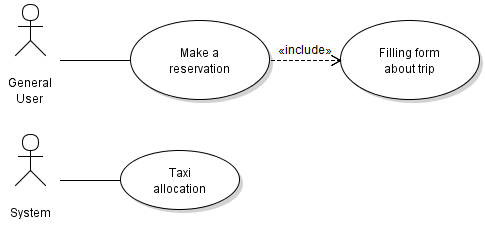 «include»
Make a
reservation
Filling form
about trip
General
User
Taxi
allocation
System